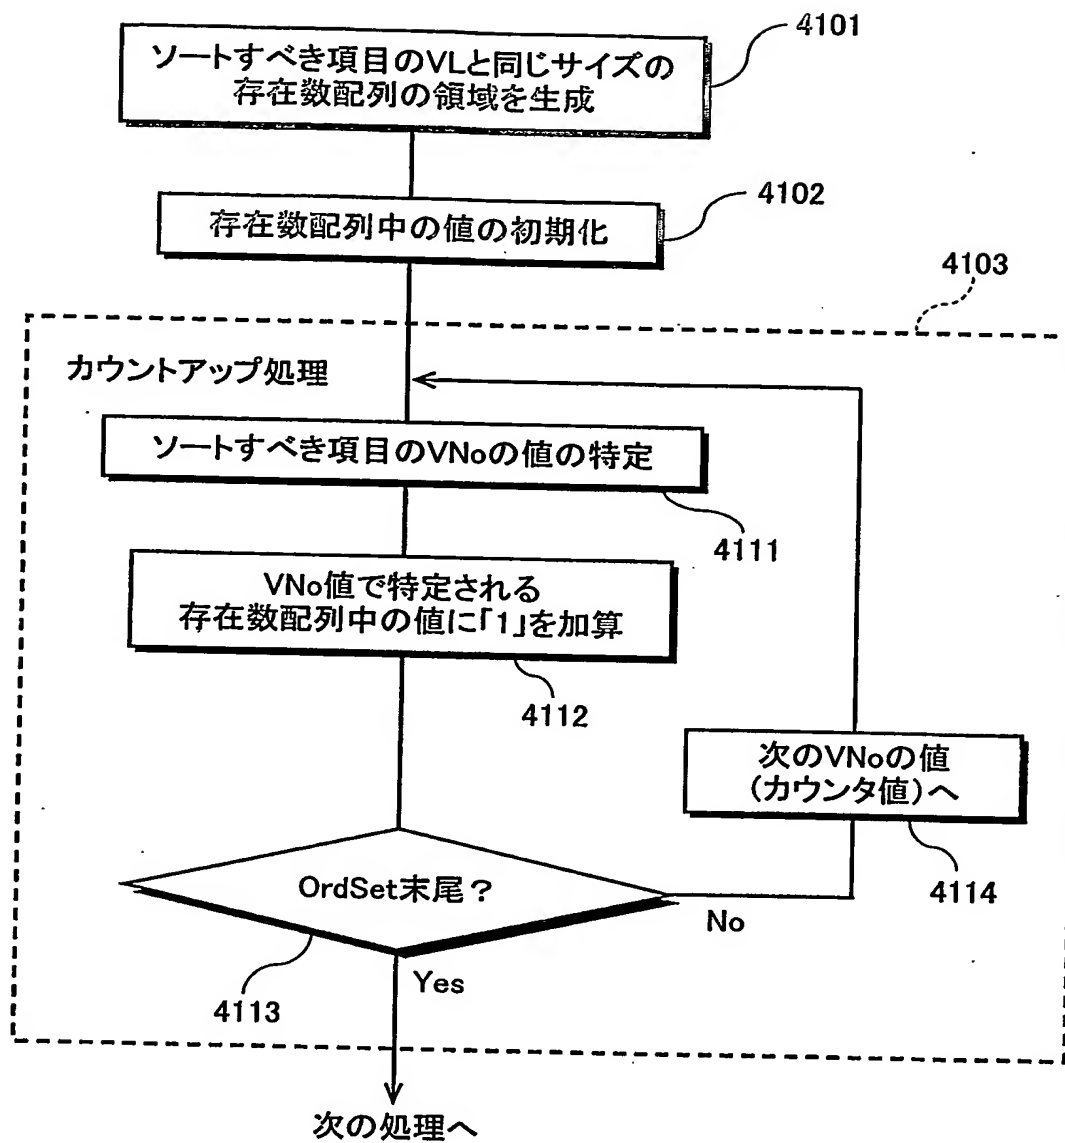 4101
ソートすべき項目のVLと同じサイズの
存在数配列の領域を生成
4102
存在数配列中の値の初期化
4103
カウントアップ処理
ソートすべき項目のVNoの値の特定
4111
VNo値で特定される
存在数配列中の値に「1」を加算
4112
次のVNoの値
(カウンタ値)へ
4114
OrdSet末尾?
No
Yes
4113
次の処理へ